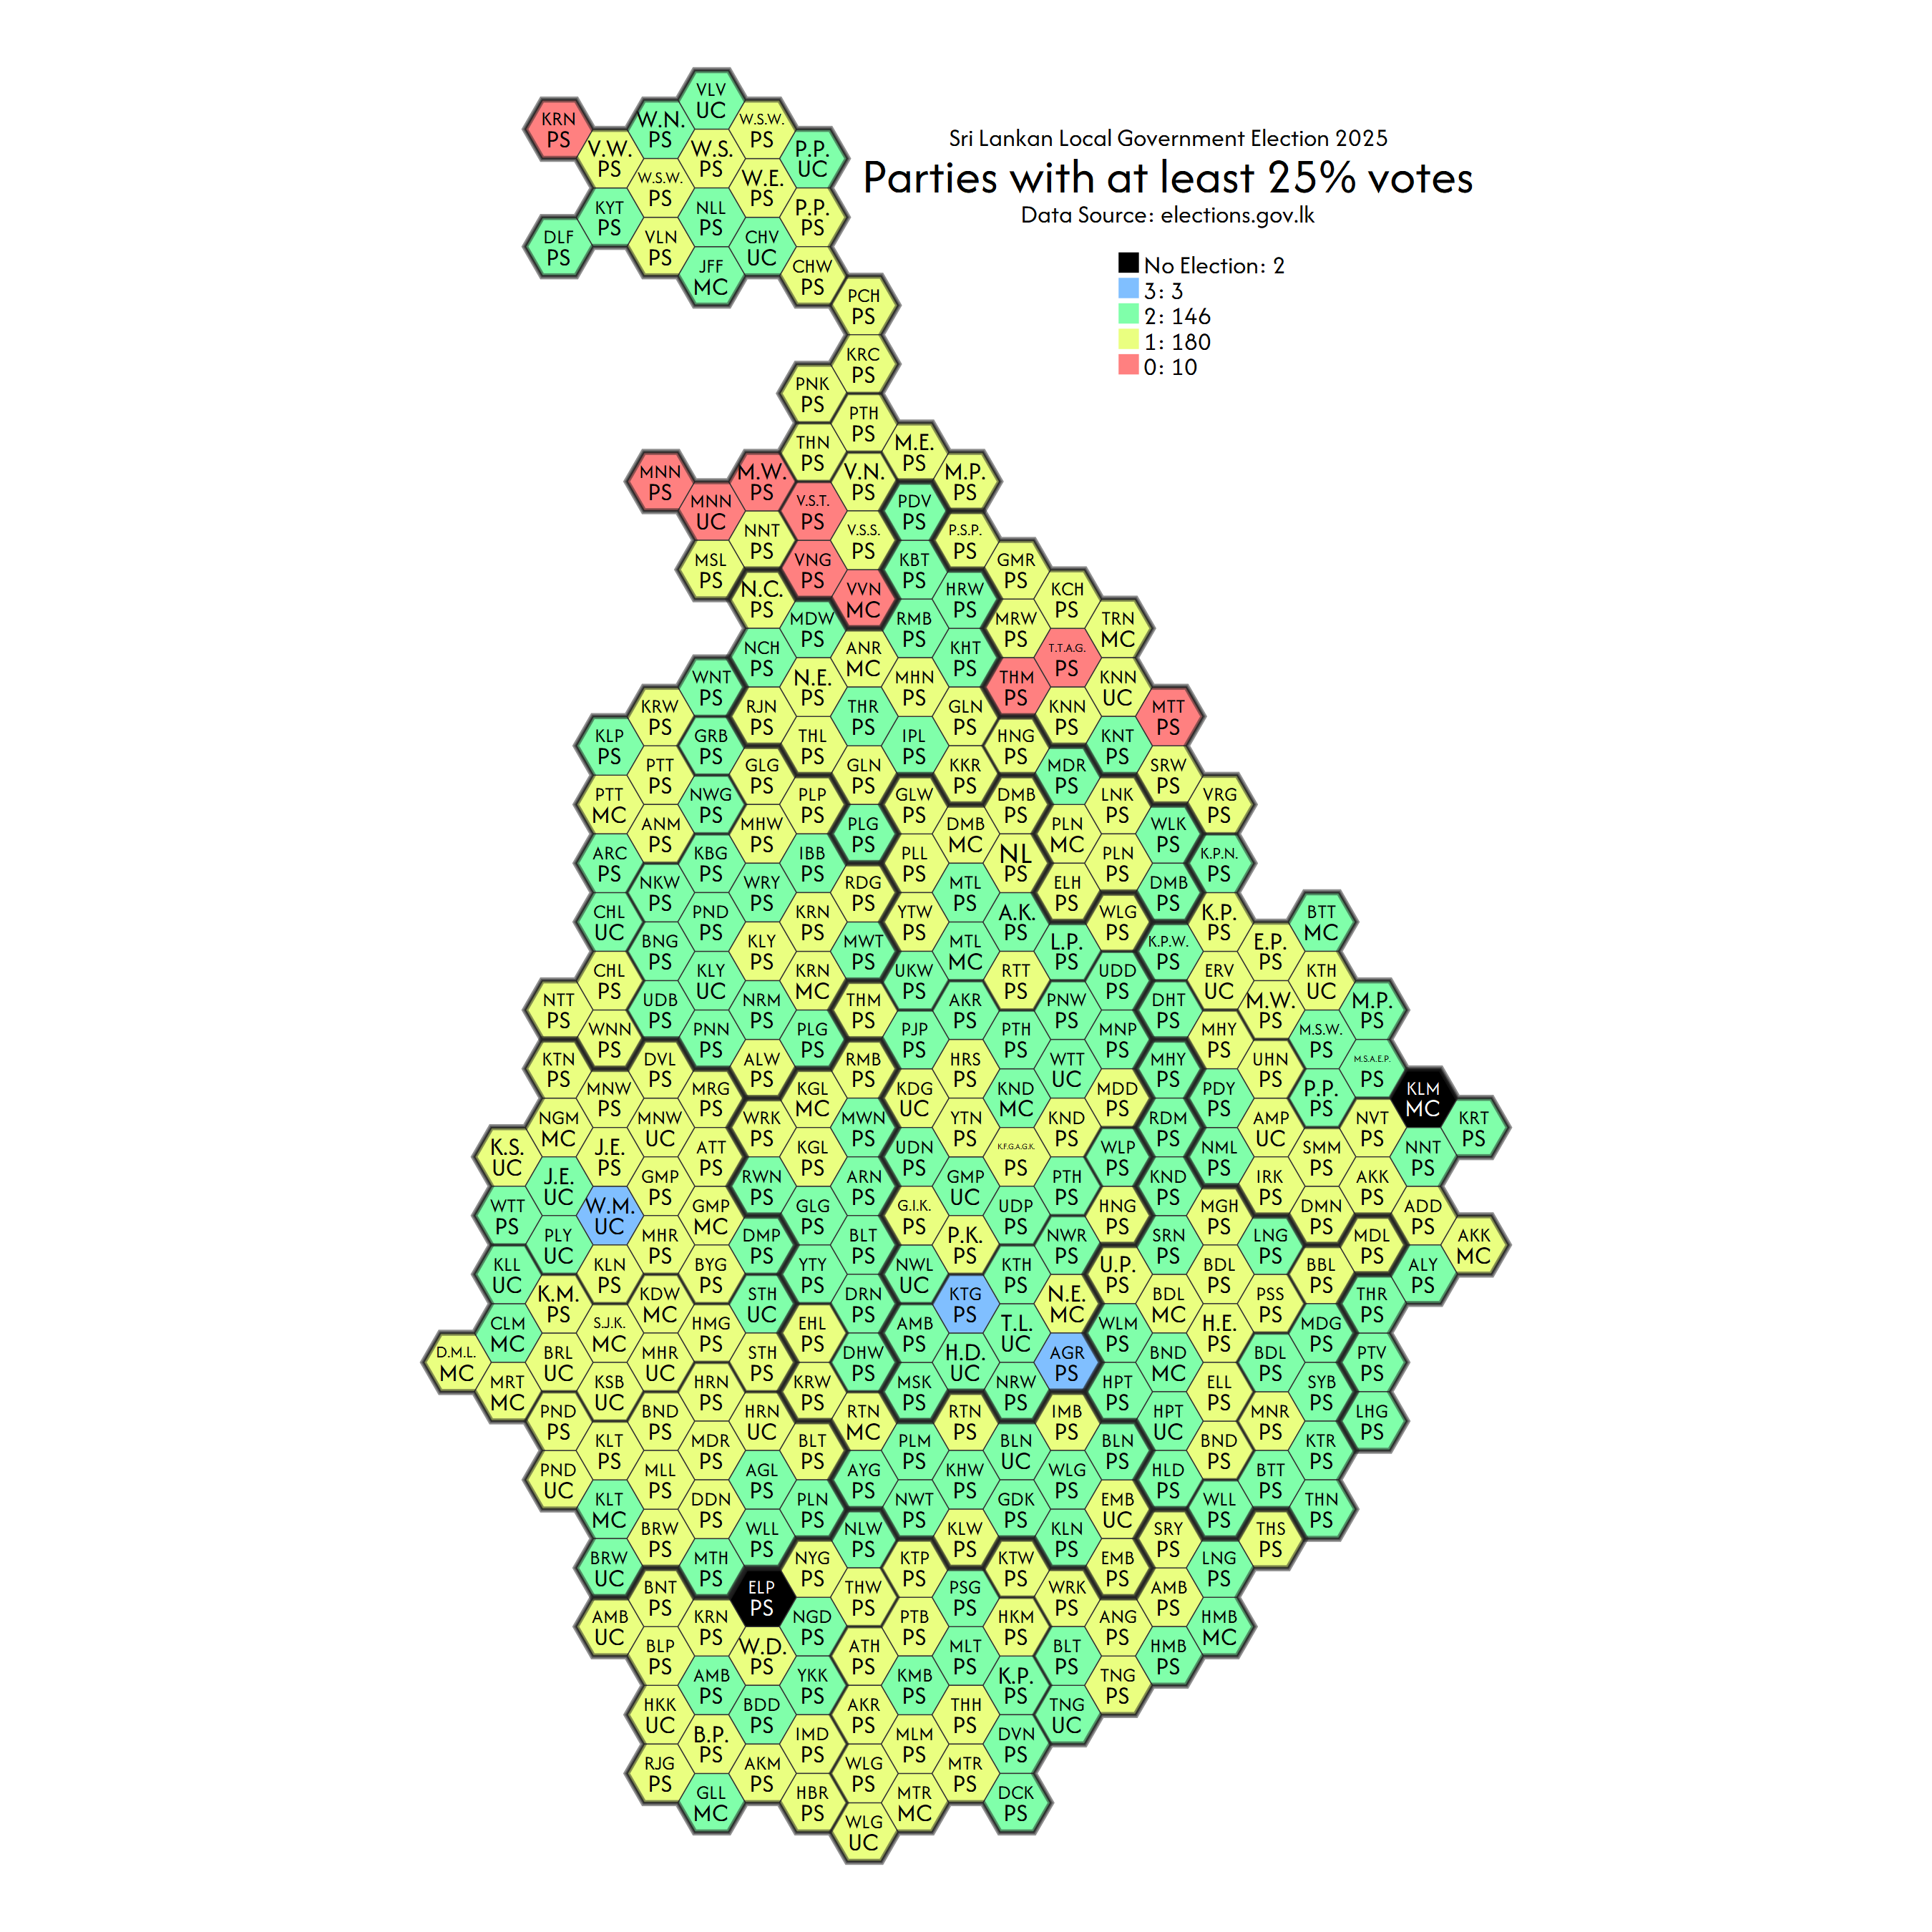 Sri Lankan Local Government Election 2025
Parties with at least 25% votes
Data Source: elections.gov.lk
No Election: 2
3: 3
2: 146
1: 180
0: 10
VLV UC
KRN PS W.N. PS W.S.W. PS
V.W. PS W.S. PS P.P. UC
W.S.W. PS W.E. PS
KYT PS NLL PS P.P. PS
DLF PS VLN PS CHV UC
JFF MC CHW PS
PCH PS
KRC PS
PNK PS
PTH PS
THN PS M.E. PS
MNN PS M.W. PS V.N. PS M.P. PS
MNN UC V.S.T. PS PDV PS
NNT PS V.S.S. PS P.S.P. PS
MSL PS VNG PS KBT PS GMR PS
N.C. PS VVN MC HRW PS KCH PS
MDW PS RMB PS MRW PS TRN MC
NCH PS ANR MC KHT PS T.T.A.G. PS
WNT PS N.E. PS MHN PS THM PS KNN UC
KRW PS RJN PS THR PS GLN PS KNN PS MTT PS
KLP PS GRB PS THL PS IPL PS HNG PS KNT PS
PTT PS GLG PS GLN PS KKR PS MDR PS SRW PS
PTT MC NWG PS PLP PS GLW PS DMB PS LNK PS VRG PS
ANM PS MHW PS PLG PS DMB MC PLN MC WLK PS
ARC PS KBG PS IBB PS PLL PS NL PS PLN PS K.P.N. PS
NKW PS WRY PS RDG PS MTL PS ELH PS DMB PS
CHL UC PND PS KRN PS YTW PS A.K. PS WLG PS K.P. PS BTT MC
BNG PS KLY PS MWT PS MTL MC L.P. PS K.P.W. PS E.P. PS
CHL PS KLY UC KRN MC UKW PS RTT PS UDD PS ERV UC KTH UC
NTT PS UDB PS NRM PS THM PS AKR PS PNW PS DHT PS M.W. PS M.P. PS
WNN PS PNN PS PLG PS PJP PS PTH PS MNP PS MHY PS M.S.W. PS
KTN PS DVL PS ALW PS RMB PS HRS PS WTT UC MHY PS UHN PS M.S.A.E.P. PS
MNW PS MRG PS KGL MC KDG UC KND MC MDD PS PDY PS P.P. PS KLM MC
NGM MC MNW UC WRK PS MWN PS YTN PS KND PS RDM PS AMP UC NVT PS KRT PS
K.S. UC J.E. PS ATT PS KGL PS UDN PS K.F.G.A.G.K. PS WLP PS NML PS SMM PS NNT PS
J.E. UC GMP PS RWN PS ARN PS GMP UC PTH PS KND PS IRK PS AKK PS
WTT PS W.M. UC GMP MC GLG PS G.I.K. PS UDP PS HNG PS MGH PS DMN PS ADD PS
PLY UC MHR PS DMP PS BLT PS P.K. PS NWR PS SRN PS LNG PS MDL PS AKK MC
KLL UC KLN PS BYG PS YTY PS NWL UC KTH PS U.P. PS BDL PS BBL PS ALY PS
K.M. PS KDW MC STH UC DRN PS KTG PS N.E. MC BDL MC PSS PS THR PS
CLM MC S.J.K. MC HMG PS EHL PS AMB PS T.L. UC WLM PS H.E. PS MDG PS
D.M.L. MC BRL UC MHR UC STH PS DHW PS H.D. UC AGR PS BND MC BDL PS PTV PS
MRT MC KSB UC HRN PS KRW PS MSK PS NRW PS HPT PS ELL PS SYB PS
PND PS BND PS HRN UC RTN MC RTN PS IMB PS HPT UC MNR PS LHG PS
KLT PS MDR PS BLT PS PLM PS BLN UC BLN PS BND PS KTR PS
PND UC MLL PS AGL PS AYG PS KHW PS WLG PS HLD PS BTT PS
KLT MC DDN PS PLN PS NWT PS GDK PS EMB UC WLL PS THN PS
BRW PS WLL PS NLW PS KLW PS KLN PS SRY PS THS PS
BRW UC MTH PS NYG PS KTP PS KTW PS EMB PS LNG PS
BNT PS ELP PS THW PS PSG PS WRK PS AMB PS
AMB UC KRN PS NGD PS PTB PS HKM PS ANG PS HMB MC
BLP PS W.D. PS ATH PS MLT PS BLT PS HMB PS
AMB PS YKK PS KMB PS K.P. PS TNG PS
HKK UC BDD PS AKR PS THH PS TNG UC
B.P. PS IMD PS MLM PS DVN PS
RJG PS AKM PS WLG PS MTR PS
GLL MC HBR PS MTR MC DCK PS
WLG UC